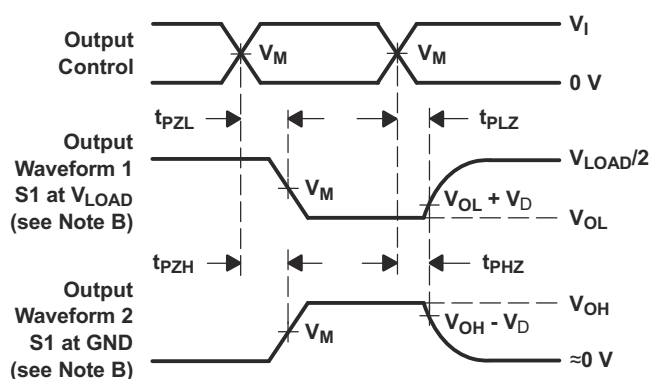 Output
Control
V_M
V_M
V_I
0 V
t_PZL
t_PLZ
Output
Waveform 1
S1 at V_LOAD
(see Note B)
V_M
V_LOAD/2
V_OL + V_D
V_OL
t_PZH
t_PHZ
Output
Waveform 2
S1 at GND
(see Note B)
V_M
V_OH
V_OH - V_D
≈0 V